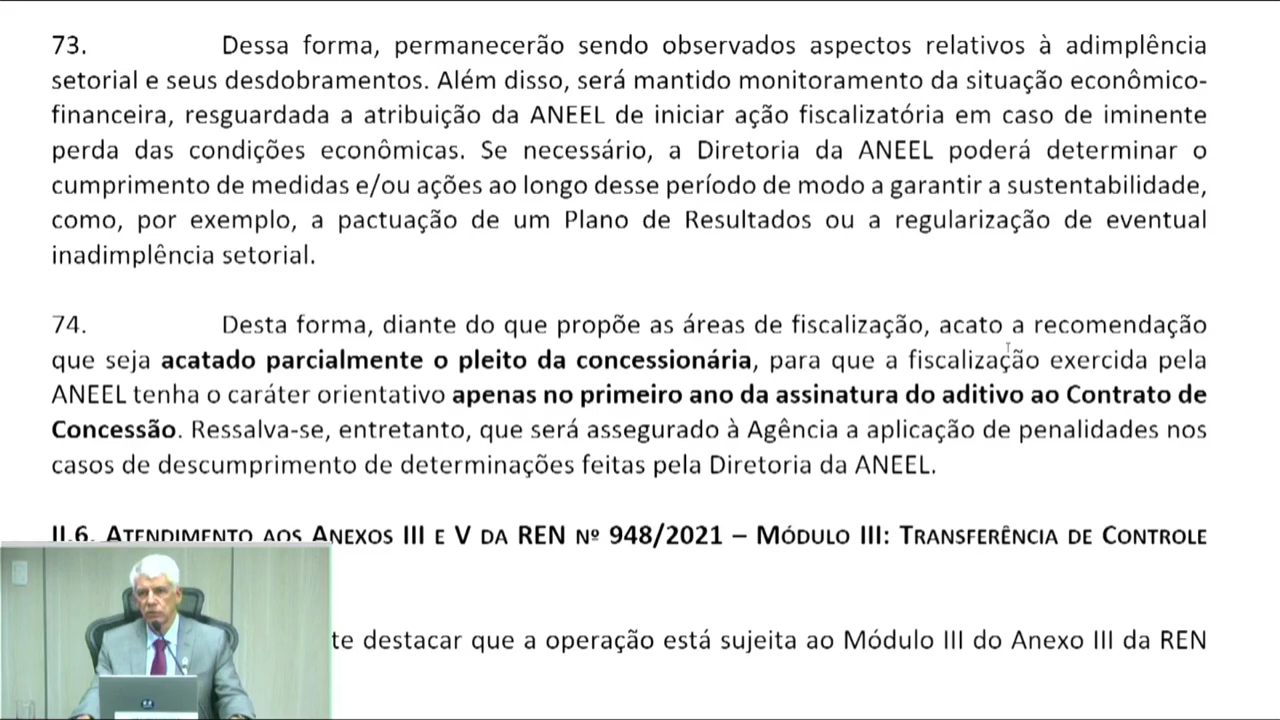 73. Dessa forma, permanecerão sendo observados aspectos relativos à adimplência
setorial e seus desdobramentos. Além disso, será mantido monitoramento da situação econômico-
financeira, resguardada a atribuição da ANEEL de iniciar ação fiscalizatória em caso de iminente
perda das condições econômicas. Se necessário, a Diretoria da ANEEL poderá determinar o
cumprimento de medidas e/ou ações ao longo desse período de modo a garantir a sustentabilidade,
como, por exemplo, a pactuação de um Plano de Resultados ou a regularização de eventual
inadimplência setorial.
74. Desta forma, diante do que propõe as áreas de fiscalização, acato a recomendação
que seja acatado parcialmente o pleito da concessionária, para que a fiscalização exercida pela
ANEEL tenha o caráter orientativo apenas no primeiro ano da assinatura do aditivo ao Contrato de
Concessão. Ressalva-se, entretanto, que será assegurado à Agência a aplicação de penalidades nos
casos de descumprimento de determinações feitas pela Diretoria da ANEEL.
II.6. ATENDIMENTO AOS ANEXOS III E V DA REN Nº 948/2021 – MÓDULO III: TRANSFERÊNCIA DE CONTROLE
te destacar que a operação está sujeita ao Módulo III do Anexo III da REN